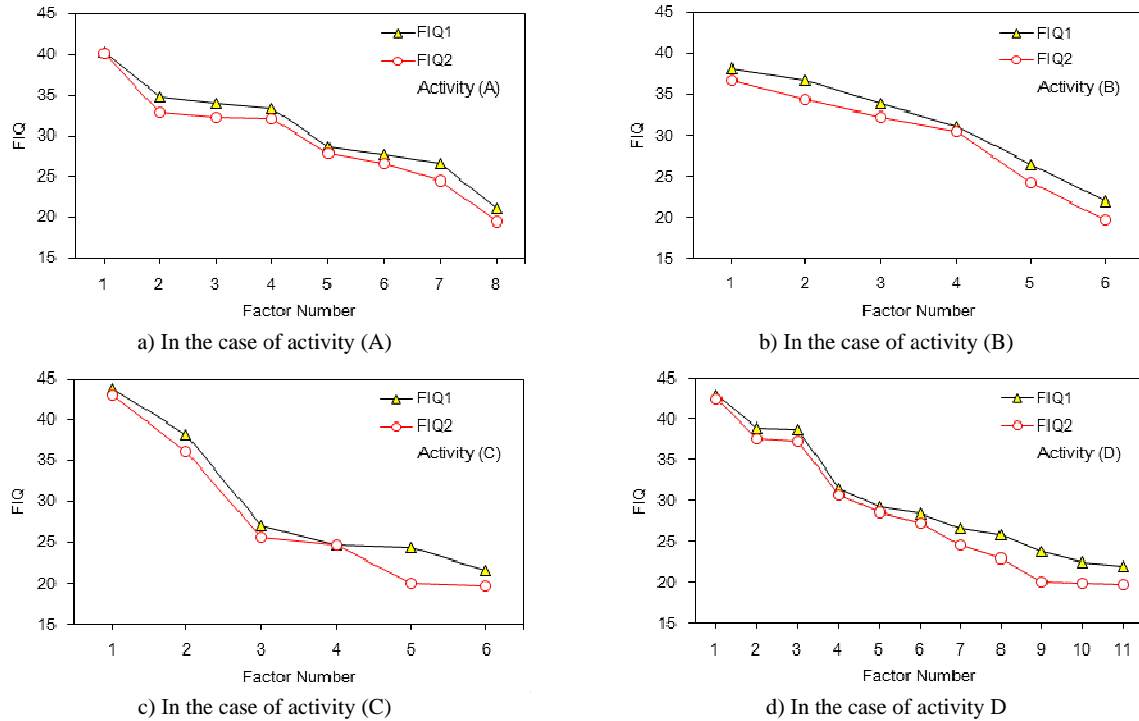 45
40
35
30
25
20
15
FIQ
FIQ1
FIQ2
Activity (A)
1 2 3 4 5 6 7 8
Factor Number
a) In the case of activity (A)
45
40
35
30
25
20
15
FIQ
FIQ1
FIQ2
Activity (B)
1 2 3 4 5 6
Factor Number
b) In the case of activity (B)
45
40
35
30
25
20
15
FIQ
FIQ1
FIQ2
Activity (C)
1 2 3 4 5 6
Factor Number
c) In the case of activity (C)
45
40
35
30
25
20
15
FIQ
FIQ1
FIQ2
Activity (D)
1 2 3 4 5 6 7 8 9 10 11
Factor Number
d) In the case of activity D